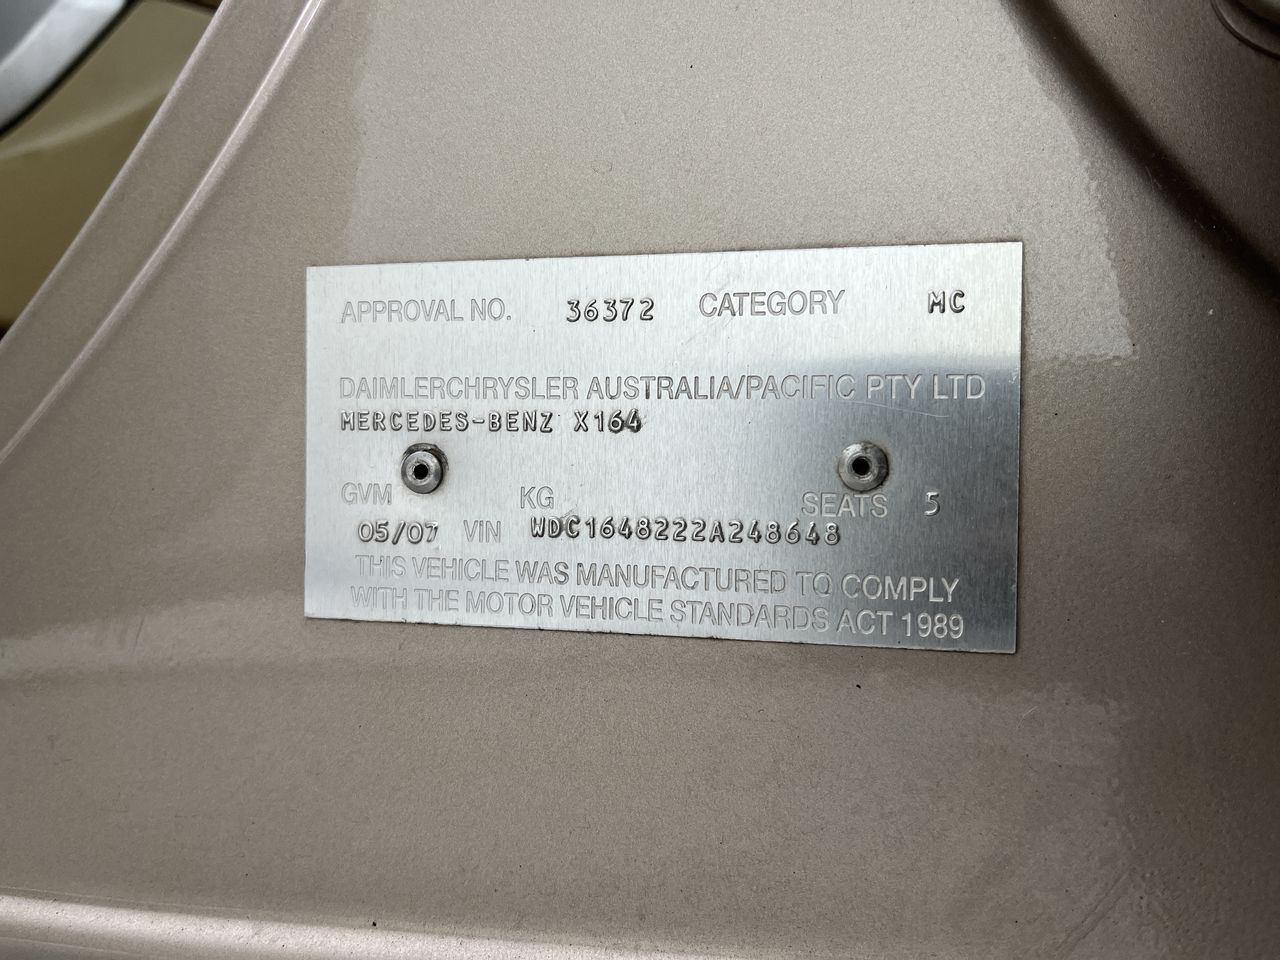 APPROVAL NO. 36372 CATEGORY MC
DAIMLERCHRYSLER AUSTRALIA/PACIFIC PTY LTD
MERCEDES-BENZ X164
GVM KG SEATS 5
05/07 VIN WDC1648222A248648
THIS VEHICLE WAS MANUFACTURED TO COMPLY
WITH THE MOTOR VEHICLE STANDARDS ACT 1989